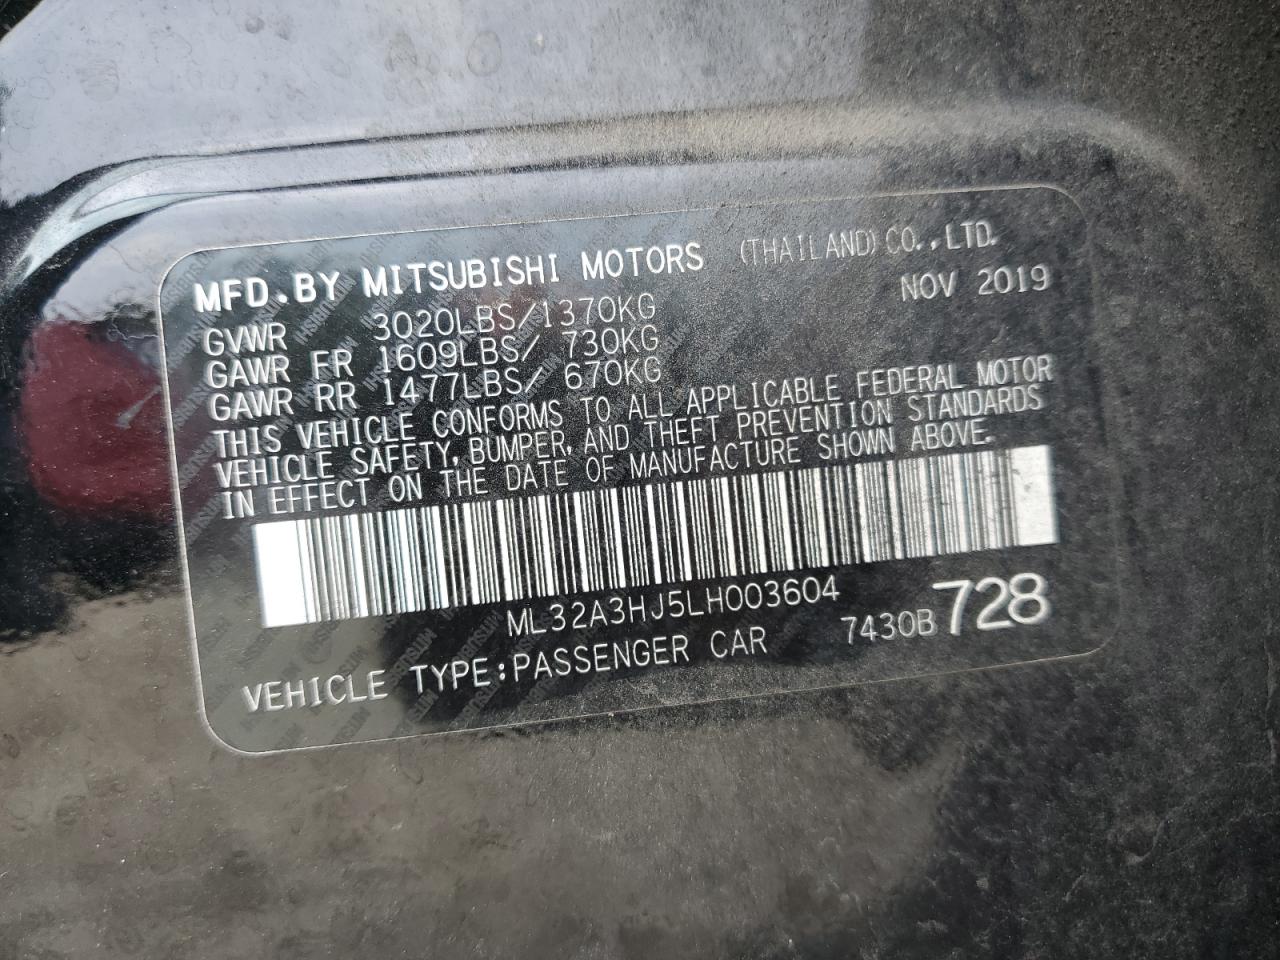 MFD.BY MITSUBISHI MOTORS (THAILAND)CO.,LTD.
NOV 2019
GVWR 3020LBS/1370KG
GAWR FR 1609LBS/ 730KG
GAWR RR 1477LBS/ 670KG
THIS VEHICLE CONFORMS TO ALL APPLICABLE FEDERAL MOTOR
VEHICLE SAFETY, BUMPER, AND THEFT PREVENTION STANDARDS
IN EFFECT ON THE DATE OF MANUFACTURE SHOWN ABOVE.
ML32A3HJ5LH003604
VEHICLE TYPE:PASSENGER CAR 7430B 728